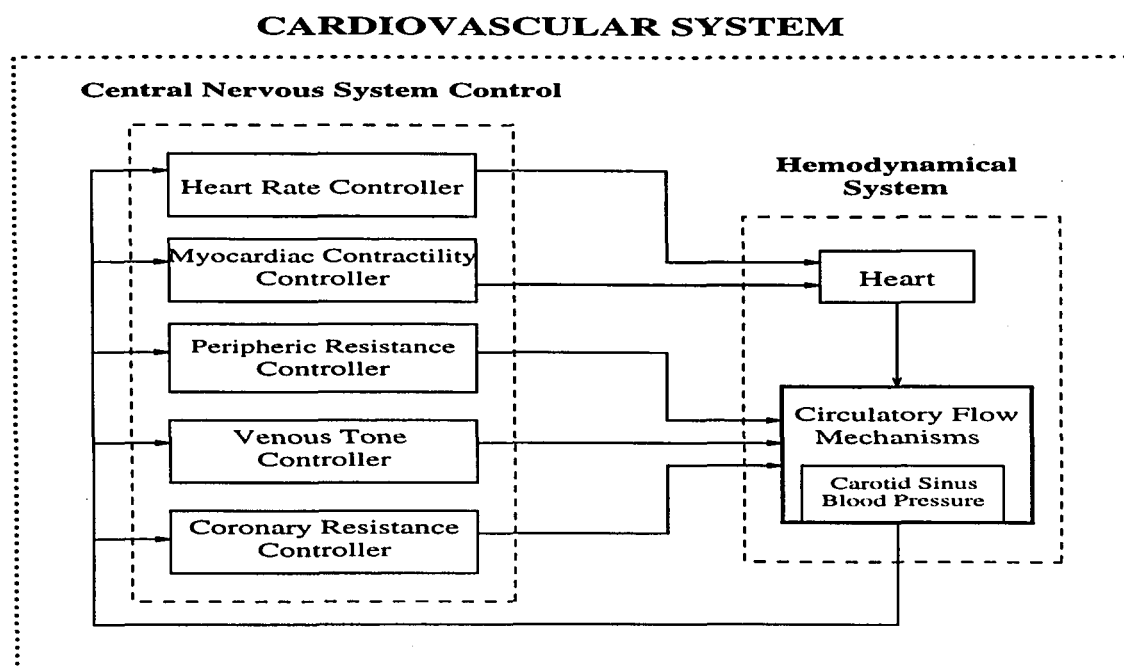 CARDIOVASCULAR SYSTEM
Central Nervous System Control
Heart Rate Controller
Myocardiac Contractility
Controller
Peripheric Resistance
Controller
Venous Tone
Controller
Coronary Resistance
Controller
Hemodynamical
System
Heart
Circulatory Flow
Mechanisms
Carotid Sinus
Blood Pressure